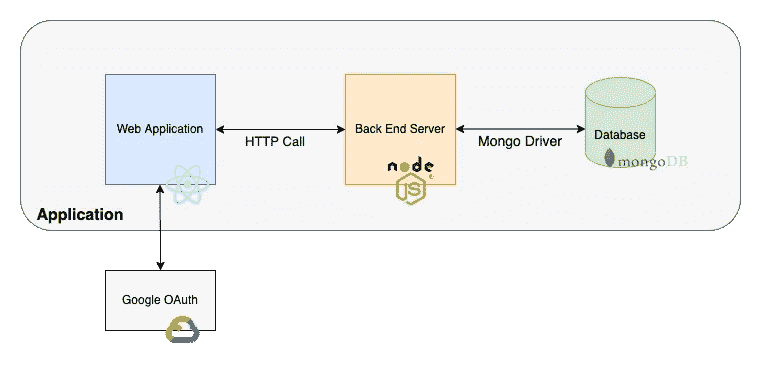 Web Application
HTTP Call
Back End Server
node
JS
Mongo Driver
Database
mongoDB
Application
Google OAuth